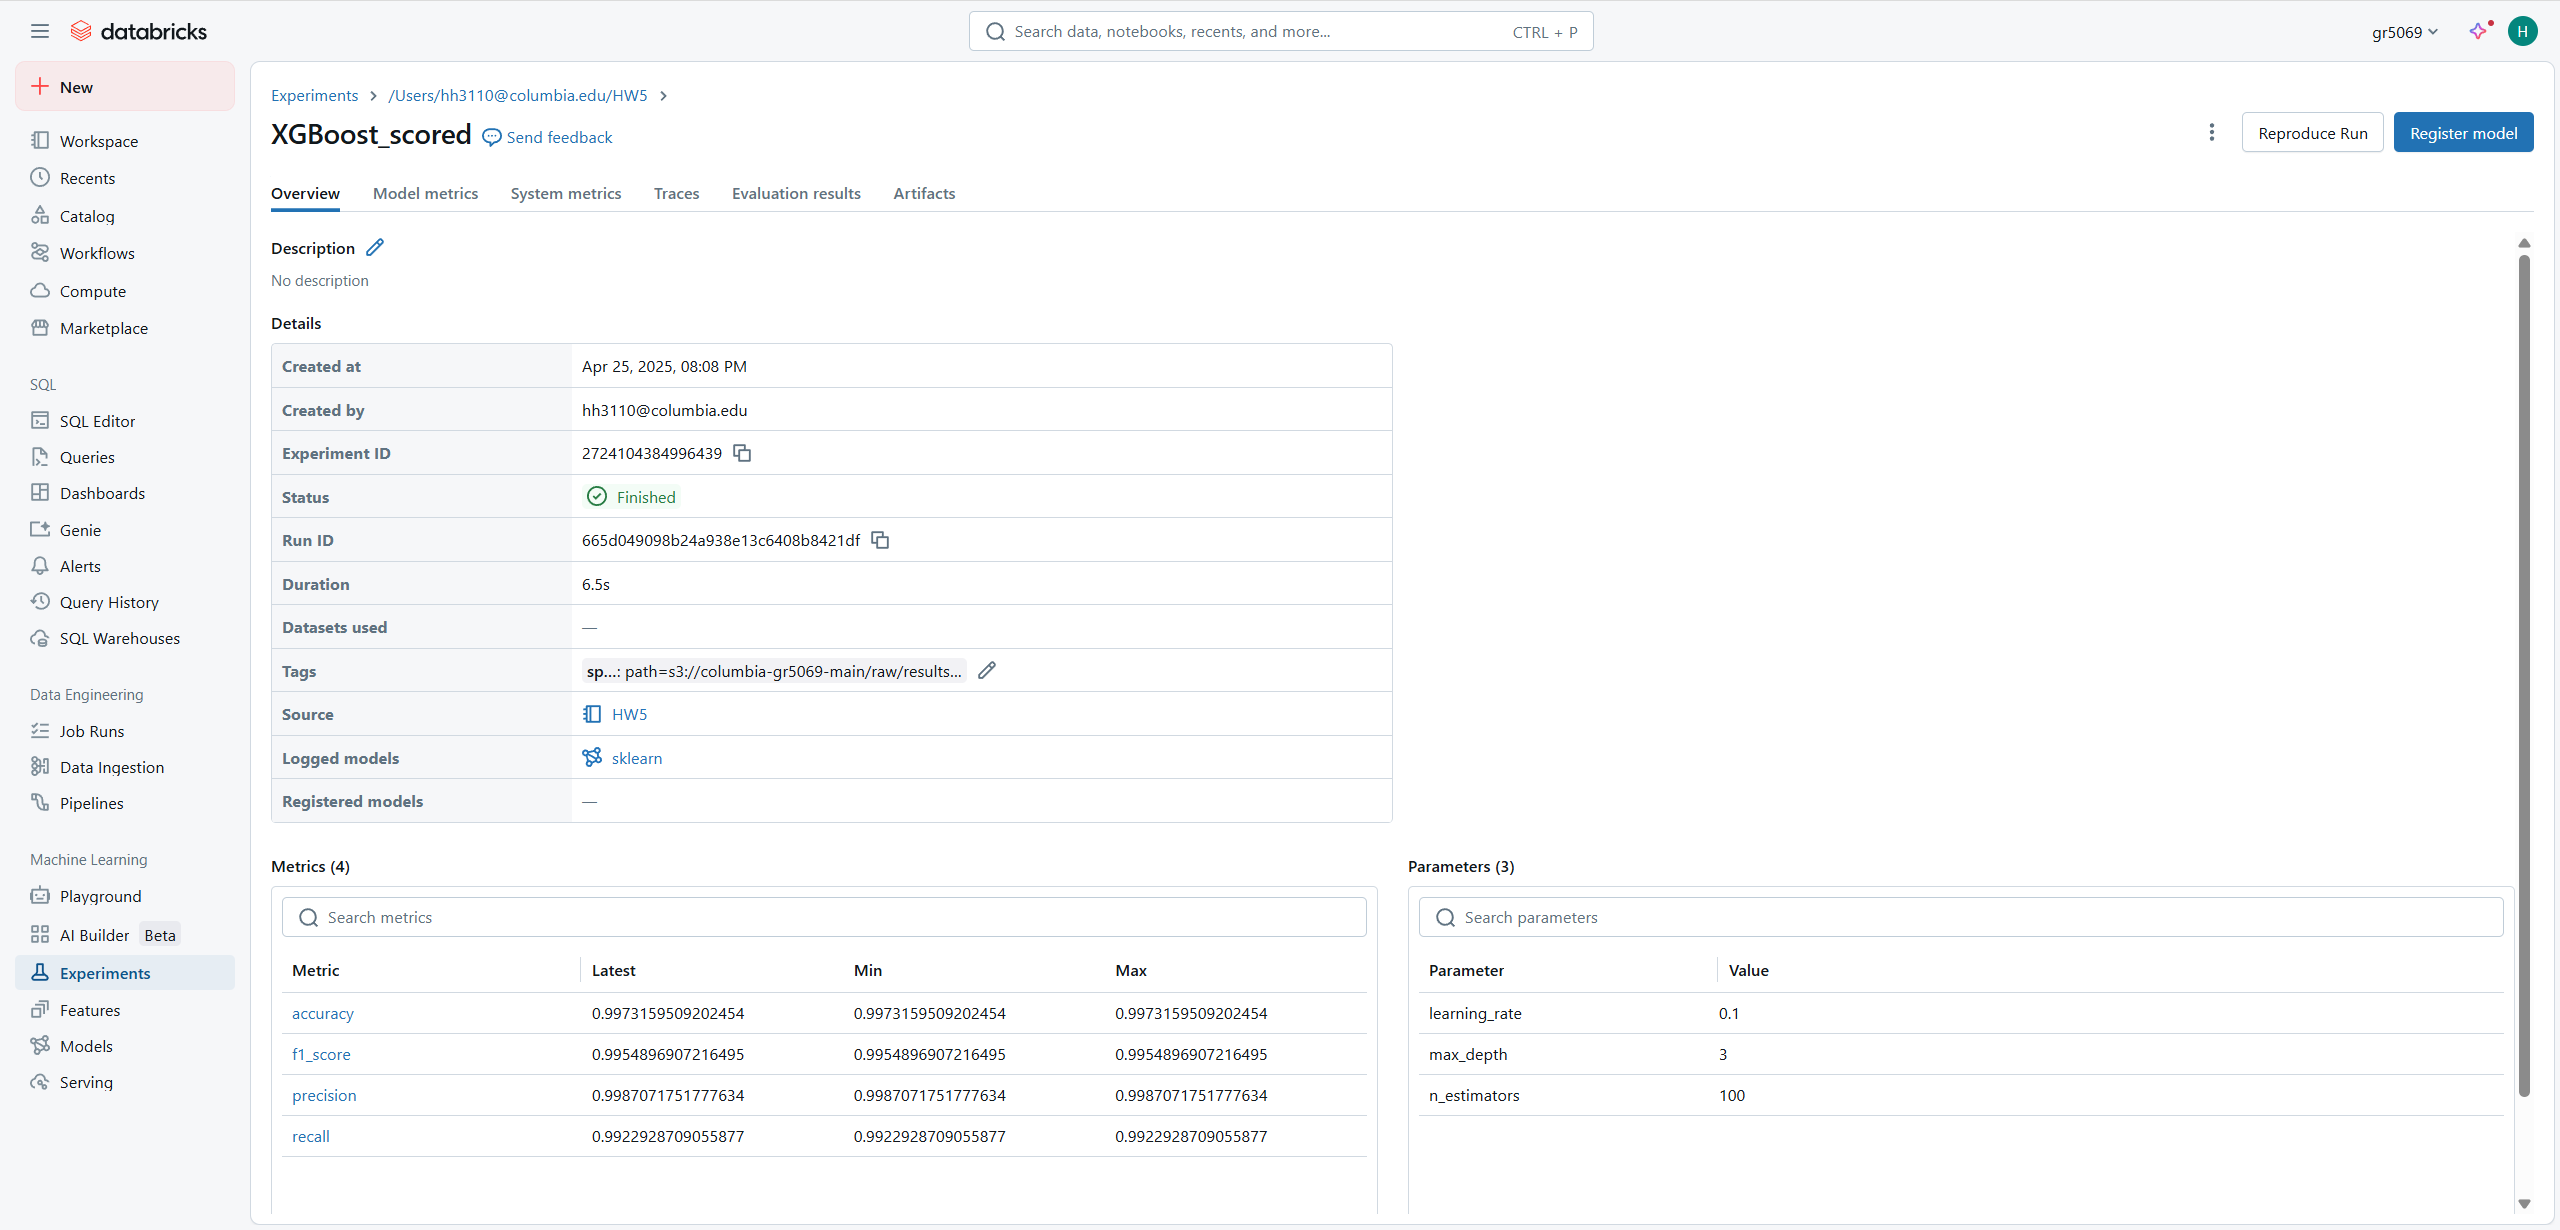 databricks
Search data, notebooks, recents, and more...
CTRL + P
gr5069
H
New
Workspace
Recents
Catalog
Workflows
Compute
Marketplace
SQL
SQL Editor
Queries
Dashboards
Genie
Alerts
Query History
SQL Warehouses
Data Engineering
Job Runs
Data Ingestion
Pipelines
Machine Learning
Playground
AI Builder Beta
Experiments
Features
Models
Serving
Experiments > /Users/hh3110@columbia.edu/HW5 >
XGBoost_scored Send feedback
Reproduce Run
Register model
Overview Model metrics System metrics Traces Evaluation results Artifacts
Description
No description
Details
Created at Apr 25, 2025, 08:08 PM
Created by hh3110@columbia.edu
Experiment ID 2724104384996439
Status Finished
Run ID 665d049098b24a938e13c6408b8421df
Duration 6.5s
Datasets used —
Tags sp...: path=s3://columbia-gr5069-main/raw/results...
Source HW5
Logged models sklearn
Registered models —
Metrics (4)
Search metrics
Metric Latest Min Max
accuracy 0.9973159509202454 0.9973159509202454 0.9973159509202454
f1_score 0.9954896907216495 0.9954896907216495 0.9954896907216495
precision 0.9987071751777634 0.9987071751777634 0.9987071751777634
recall 0.9922928709055877 0.9922928709055877 0.9922928709055877
Parameters (3)
Search parameters
Parameter Value
learning_rate 0.1
max_depth 3
n_estimators 100